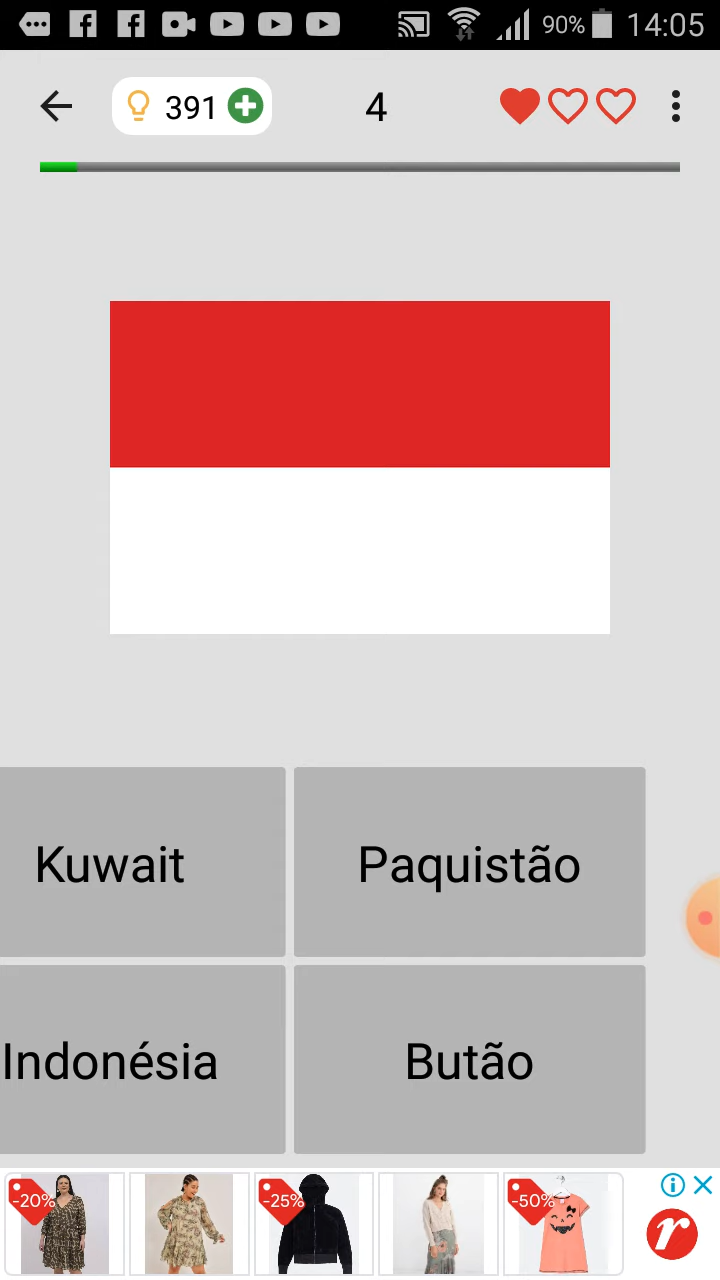 90% 14:05
391 4
Kuwait Paquistão
Indonésia Butão
-20% -25% -50%
r